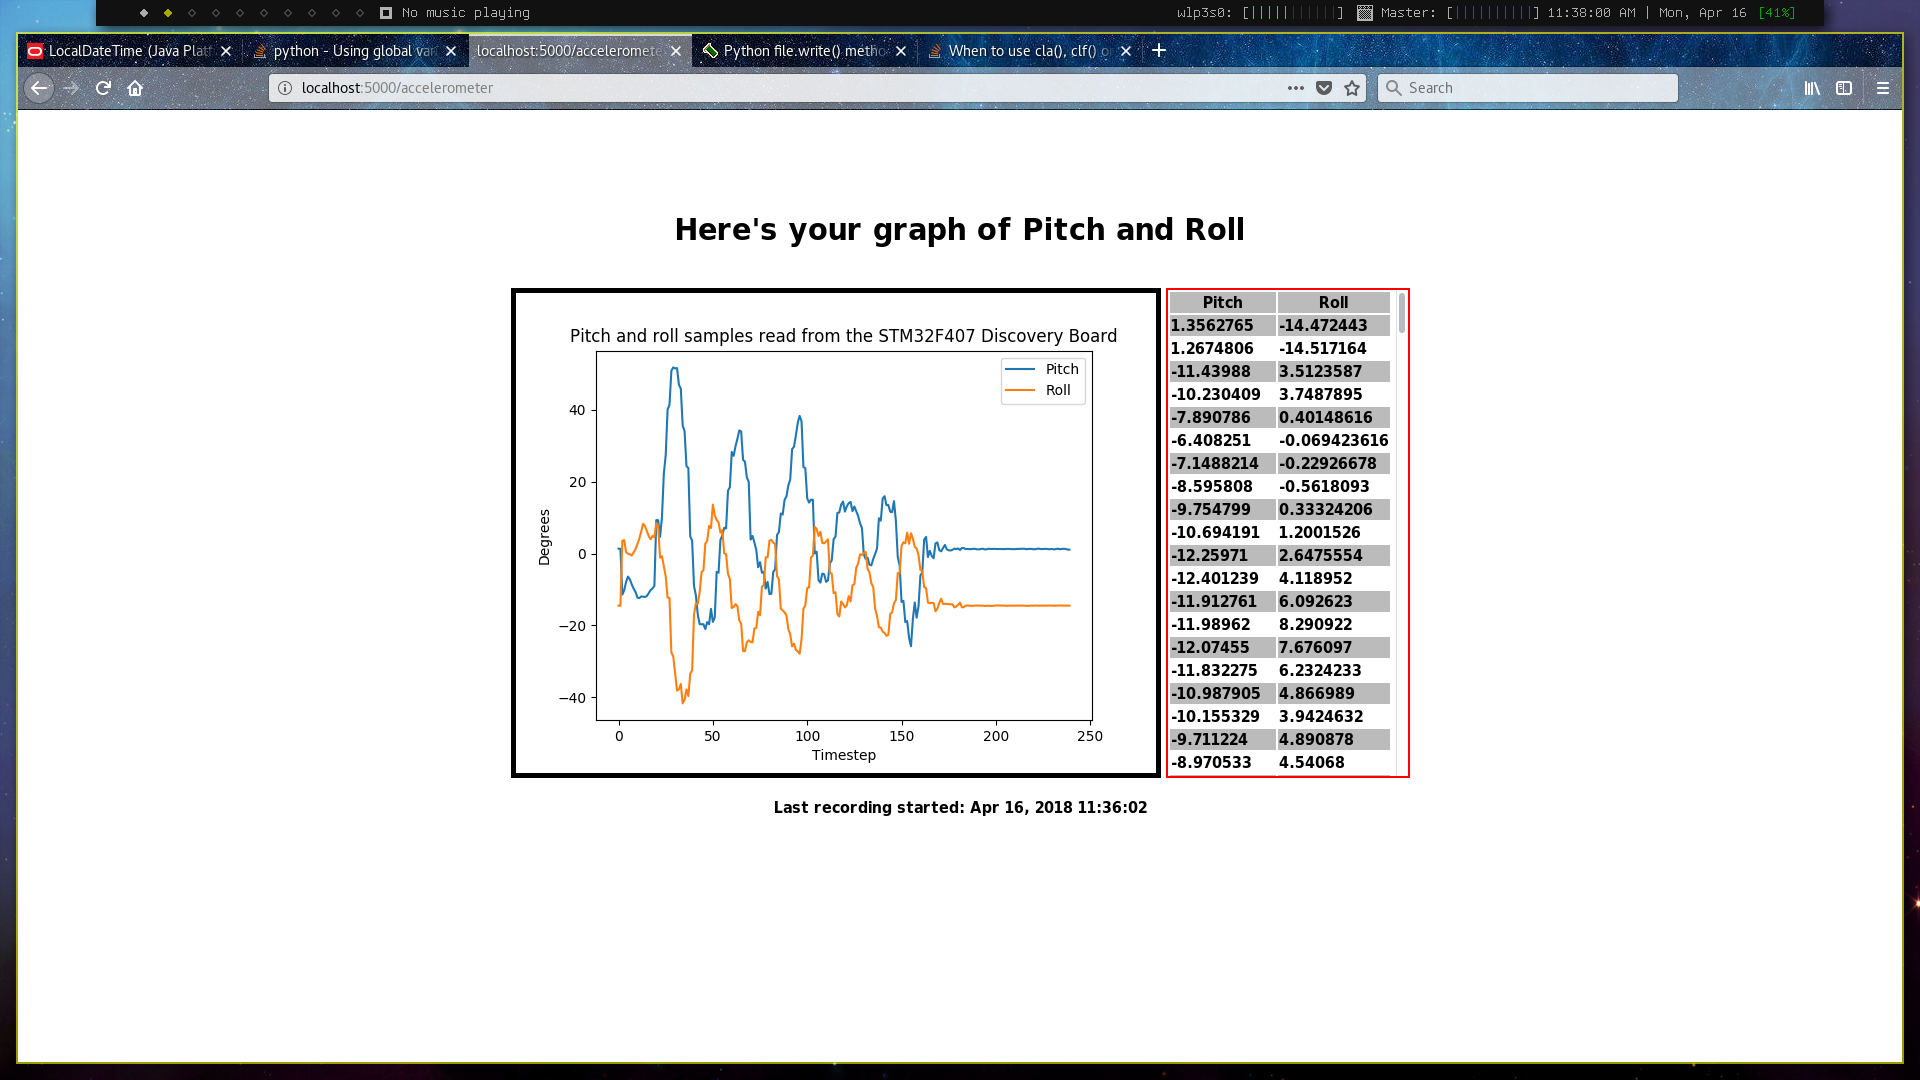 No music playing
wlp3s0: [||||||||||] Master: [||||||||||] 11:38:00 AM | Mon, Apr 16 [41%]
LocalDateTime (Java Plat
python - Using global var
localhost:5000/acceleromete
Python file.write() metho
When to use cla(), clf() o
localhost:5000/accelerometer
Search
Here's your graph of Pitch and Roll
Pitch and roll samples read from the STM32F407 Discovery Board
Pitch
Roll
Degrees
40
20
0
−20
−40
0 50 100 150 200 250
Timestep
Pitch Roll
1.3562765 -14.472443
1.2674806 -14.517164
-11.43988 3.5123587
-10.230409 3.7487895
-7.890786 0.40148616
-6.408251 -0.069423616
-7.1488214 -0.22926678
-8.595808 -0.5618093
-9.754799 0.33324206
-10.694191 1.2001526
-12.25971 2.6475554
-12.401239 4.118952
-11.912761 6.092623
-11.98962 8.290922
-12.07455 7.676097
-11.832275 6.2324233
-10.987905 4.866989
-10.155329 3.9424632
-9.711224 4.890878
-8.970533 4.54068
Last recording started: Apr 16, 2018 11:36:02